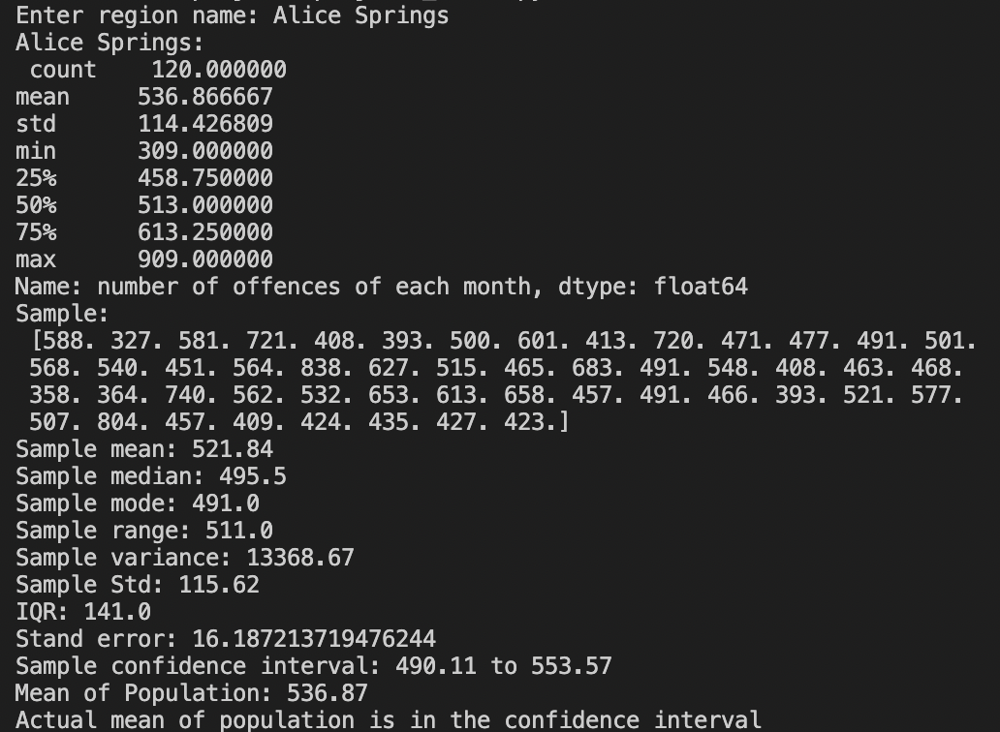 Enter region name: Alice Springs
Alice Springs:
count 120.000000
mean 536.866667
std 114.426809
min 309.000000
25% 458.750000
50% 513.000000
75% 613.250000
max 909.000000
Name: number of offences of each month, dtype: float64
Sample:
[588. 327. 581. 721. 408. 393. 500. 601. 413. 720. 471. 477. 491. 501.
568. 540. 451. 564. 838. 627. 515. 465. 683. 491. 548. 408. 463. 468.
358. 364. 740. 562. 532. 653. 613. 658. 457. 491. 466. 393. 521. 577.
507. 804. 457. 409. 424. 435. 427. 423.]
Sample mean: 521.84
Sample median: 495.5
Sample mode: 491.0
Sample range: 511.0
Sample variance: 13368.67
Sample Std: 115.62
IQR: 141.0
Stand error: 16.187213719476244
Sample confidence interval: 490.11 to 553.57
Mean of Population: 536.87
Actual mean of population is in the confidence interval